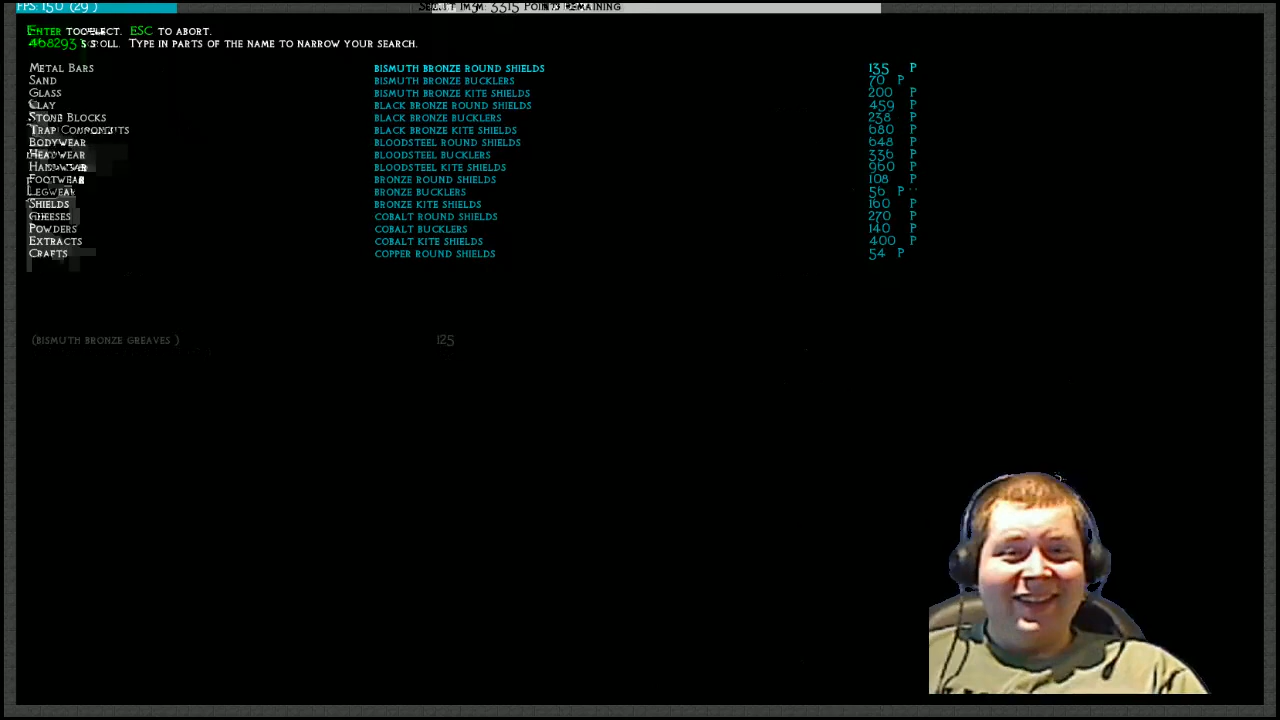 FPS: 150 (29 )
3315 Points remaining
Enter to select. ESC to abort.
scroll. Type in parts of the name to narrow your search.
Metal Bars Bismuth Bronze Round Shields 135 P
Sand Bismuth Bronze Bucklers 70 P
Glass Bismuth Bronze Kite Shields 200 P
Clay Black Bronze Round Shields 459 P
Stone Blocks Black Bronze Bucklers 238 P
Trap Components Black Bronze Kite Shields 680 P
Bodywear Bloodsteel Round Shields 648 P
Headwear Bloodsteel Bucklers 336 P
Handwear Bloodsteel Kite Shields 960 P
Footwear Bronze Round Shields 108 P
Legwear Bronze Bucklers 56 P
Shields Bronze Kite Shields 160 P
Cheeses Cobalt Round Shields 270 P
Powders Cobalt Bucklers 140 P
Extracts Cobalt Kite Shields 400 P
Crafts Copper Round Shields 54 P
(Bismuth Bronze Greaves ) 125